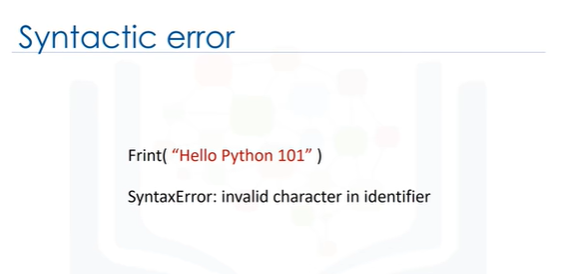 Syntactic error
Frint( “Hello Python 101” )
SyntaxError: invalid character in identifier